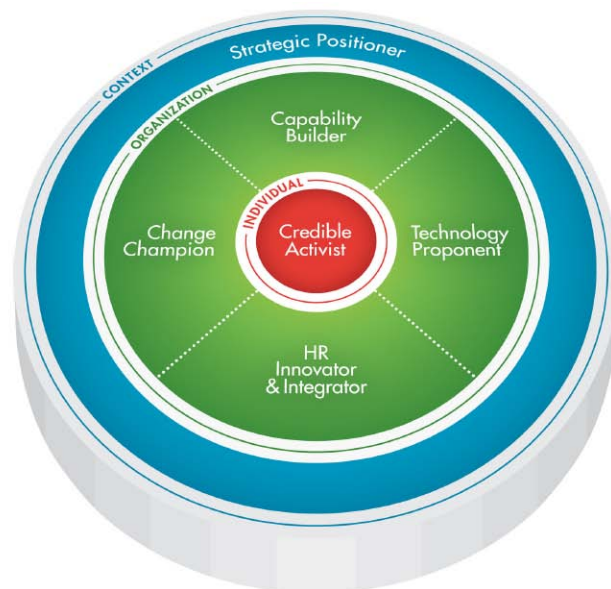 CONTEXT
Strategic Positioner
ORGANIZATION
Capability
Builder
INDIVIDUAL
Change
Champion
Credible
Activist
Technology
Proponent
HR
Innovator
& Integrator